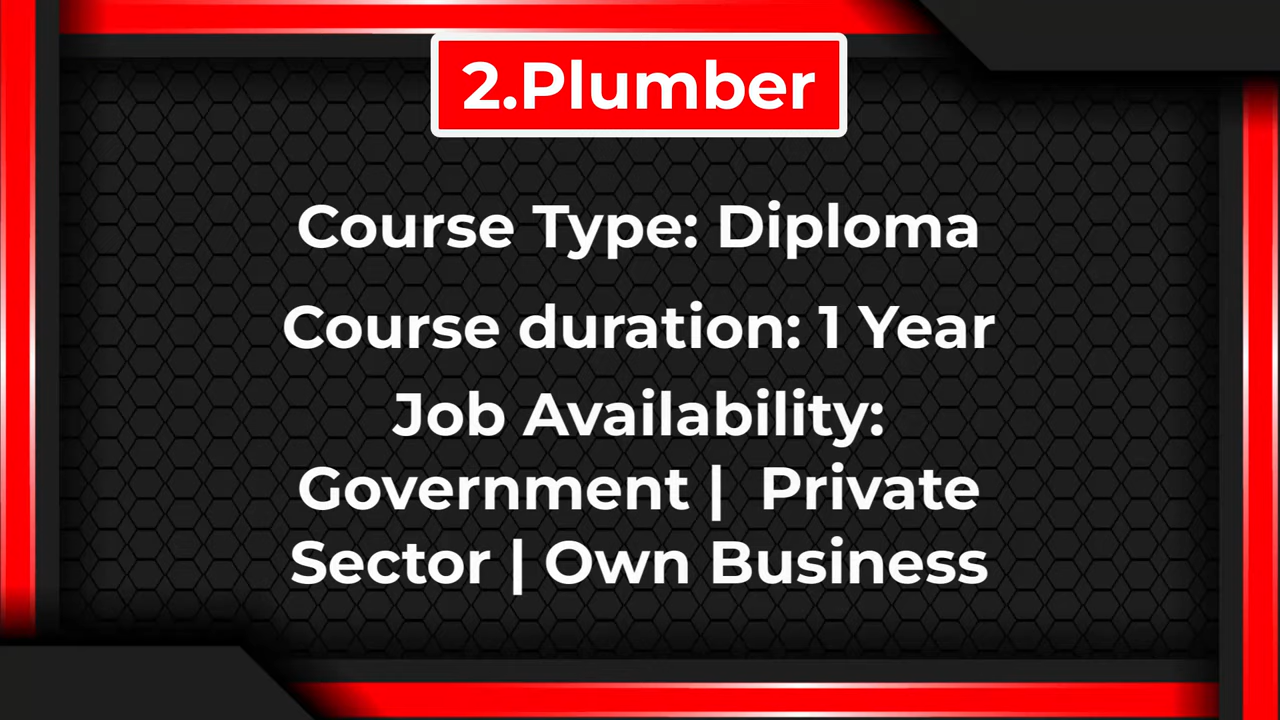 2.Plumber
Course Type: Diploma
Course duration: 1 Year
Job Availability:
Government | Private
Sector | Own Business